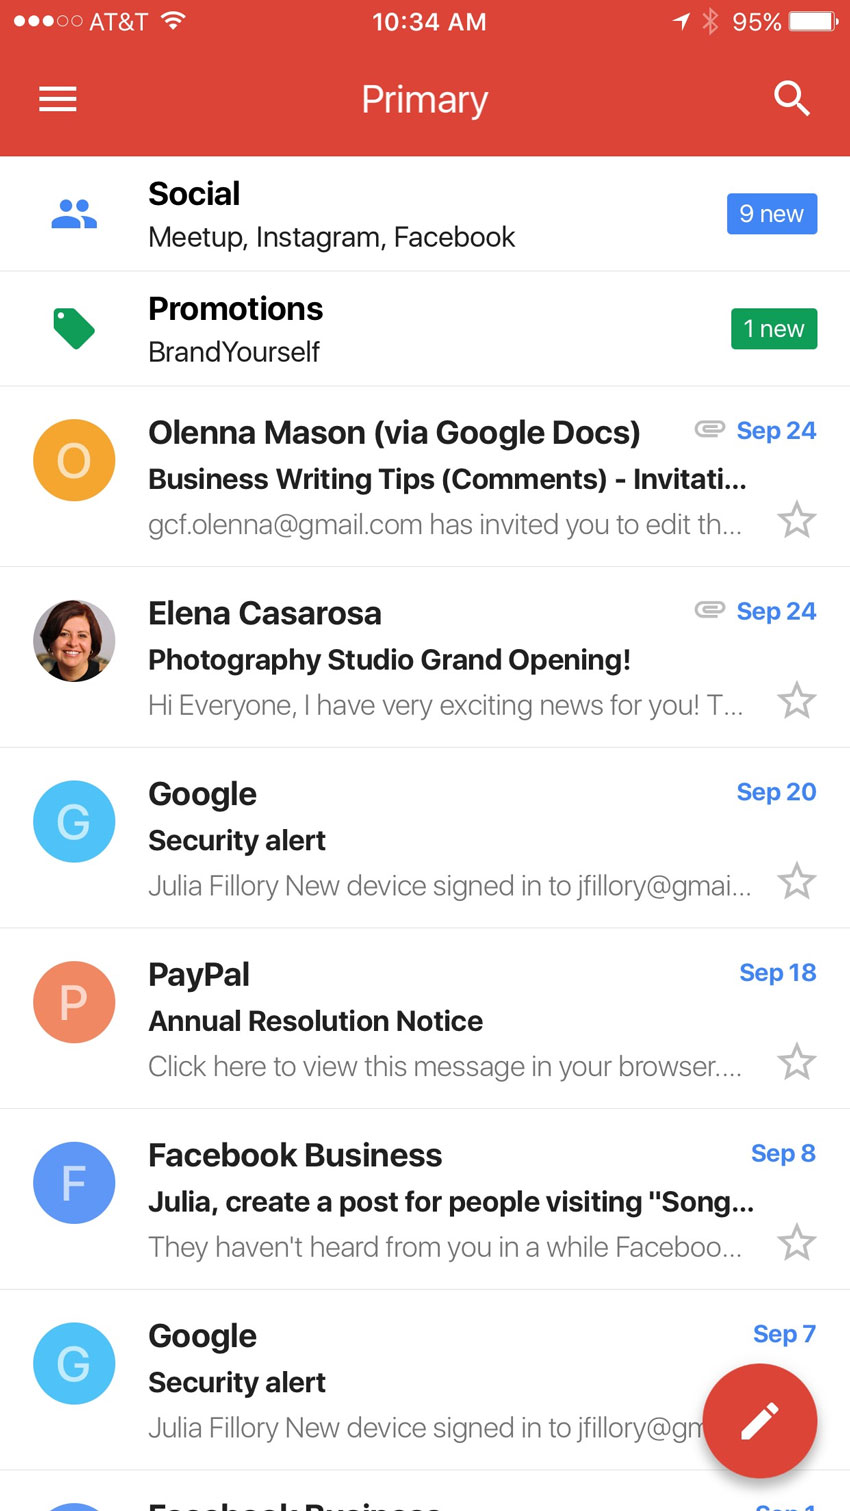 AT&T 10:34 AM 95%
Primary
Social
Meetup, Instagram, Facebook
9 new
Promotions
BrandYourself
1 new
O
Olenna Mason (via Google Docs) Sep 24
Business Writing Tips (Comments) - Invitati...
gcf.olenna@gmail.com has invited you to edit th...
Elena Casarosa Sep 24
Photography Studio Grand Opening!
Hi Everyone, I have very exciting news for you! T...
G
Google Sep 20
Security alert
Julia Fillory New device signed in to jfillory@gmai...
P
PayPal Sep 18
Annual Resolution Notice
Click here to view this message in your browser....
F
Facebook Business Sep 8
Julia, create a post for people visiting "Song...
They haven't heard from you in a while Faceboo...
G
Google Sep 7
Security alert
Julia Fillory New device signed in to jfillory@gm
Facebook Business Sep 1